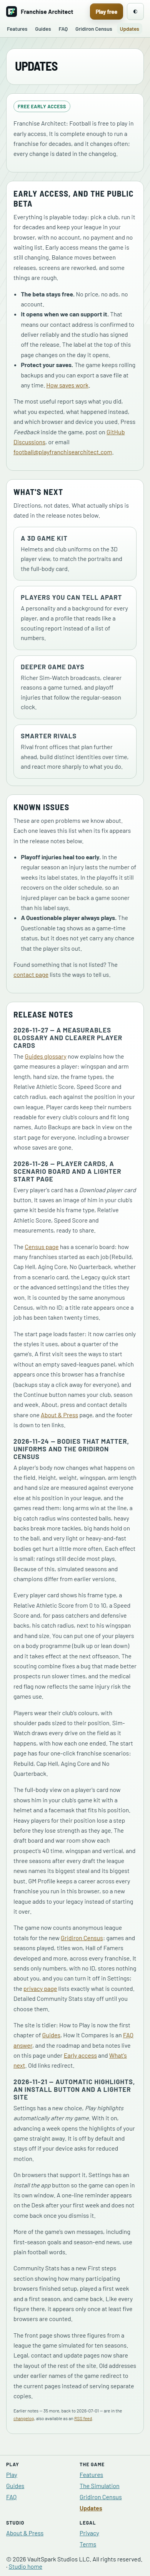 Franchise Architect
Play free
Features Guides FAQ Gridiron Census Updates
UPDATES
FREE EARLY ACCESS
Franchise Architect: Football is free to play in
early access. It is complete enough to run a
franchise for decades, and it changes often:
every change is dated in the changelog.
EARLY ACCESS, AND THE PUBLIC
BETA
Everything is playable today: pick a club, run it
for decades and keep your league in your
browser, with no account, no payment and no
waiting list. Early access means the game is
still changing. Balance moves between
releases, screens are reworked, and some
things are rough.
• The beta stays free. No price, no ads, no
account.
• It opens when we can support it. That
means our contact address is confirmed to
deliver reliably and the studio has signed
off the release. The label at the top of this
page changes on the day it opens.
• Protect your saves. The game keeps rolling
backups and you can export a save file at
any time. How saves work.
The most useful report says what you did,
what you expected, what happened instead,
and which browser and device you used. Press
Feedback inside the game, post on GitHub
Discussions, or email
football@playfranchisearchitect.com.
WHAT'S NEXT
Directions, not dates. What actually ships is
stated in the release notes below.
A 3D GAME KIT
Helmets and club uniforms on the 3D
player view, to match the portraits and
the full-body card.
PLAYERS YOU CAN TELL APART
A personality and a background for every
player, and a profile that reads like a
person instead of a list of
numbers.
DEEPER GAME DAYS
Richer Sim-Watch broadcasts, clearer
reasons a game turned, and playoff
injuries that follow the regular-season
clock.
SMARTER RIVALS
Rival front offices that plan further
ahead, build distinct identities over time,
and react more sharply to what you do.
KNOWN ISSUES
These are open problems we know about.
Each one leaves this list when its fix appears
in the release notes below.
• Playoff injuries heal too early. In the
regular season an injury lasts the number of
weeks its label states. In the playoffs it still
recovers on the older schedule, so an
injured player can be back a game sooner
than his label says.
• A Questionable player always plays. The
Questionable tag shows as a game-time
status, but it does not yet carry any chance
that the player sits out.
Found something that is not listed? The
contact page lists the ways to tell us.
RELEASE NOTES
2026-11-27 — A MEASURABLES
GLOSSARY AND CLEARER PLAYER
CARDS
The Guides glossary now explains how the
game measures a player: wingspan and arm
length, hand size, the frame types, the
Relative Athletic Score, Speed Score and
catch radius, each against the position in your
own league. Player cards keep their numbers
readable for every club's colours and fill long
names. Auto Backups are back in view on the
start page for everyone, including a browser
whose saves are gone.
2026-11-26 — PLAYER CARDS, A
SCENARIO BOARD AND A LIGHTER
START PAGE
Every player's card has a Download player card
button. It saves an image of him in your club's
game kit beside his frame type, Relative
Athletic Score, Speed Score and
measurements, ready to share.
The Census page has a scenario board: how
many franchises started as each job (Rebuild,
Cap Hell, Aging Core, No Quarterback, whether
from a scenario card, the Legacy quick start
or the advanced settings) and the titles they
won. It is counted by the same anonymous
Census, with no ID; a title rate appears once a
job has been taken twenty times.
The start page loads faster: it now carries only
the styles it uses, about a quarter of the
game's. A first visit sees the ways to start
without an empty saved-leagues panel, which
appears once this browser has a franchise
(backups stay a click away for everyone), and
the Continue button names your club, season
and week. About, press and contact details
share one About & Press page, and the footer
is down to ten links.
2026-11-24 — BODIES THAT MATTER,
UNIFORMS AND THE GRIDIRON
CENSUS
A player's body now changes what happens on
the field. Height, weight, wingspan, arm length
and hand size are measured against everyone
else at his position in your league, and the
game reads them: long arms win at the line, a
big catch radius wins contested balls, heavy
backs break more tackles, big hands hold on
to the ball, and very light or heavy-and-fast
bodies get hurt a little more often. Each effect
is small: ratings still decide most plays.
Because of this, simulated seasons and
championships differ from earlier versions.
Every player card shows his frame type, a
Relative Athletic Score from 0 to 10, a Speed
Score and, for pass catchers and defensive
backs, his catch radius, next to his wingspan
and hand size. You can put one of your players
on a body programme (bulk up or lean down)
and it takes effect at the next offseason. The
scouting combine adds a big-hands badge that
protects prospects on slower times, and the medical
red flag now also reflects the same injury risk the
game uses.
Players wear their club's colours, with
shoulder pads sized to their position. Sim-
Watch draws every drive on the field as it
happens, with how each one ended. The start
page has four one-click franchise scenarios:
Rebuild, Cap Hell, Aging Core and No
Quarterback.
The full-body view on a player's card now
shows him in your club's game kit with a
helmet and a facemask that fits his position.
Heavy players lose a position group a step
before they lose strength as they age. The
draft board and war room show each
prospect's 40 time, wingspan and vertical, and
three seasons after every draft the league
news measures its biggest steal and its biggest
bust. GM Profile keeps a career across every
franchise you run in this browser, and a new
league adds to your legacy instead of starting
it over.
The game now counts anonymous league
totals for the new Gridiron Census: games and
seasons played, titles won, Hall of Famers
developed and more, across every franchise. It
sends only counts, with no ID, no names and
no league data. You can turn it off in Settings;
the privacy page lists exactly what is counted.
Detailed Community Stats stay off until you
choose them.
The site is tidier: How to Play is now the first
chapter of Guides, How it Compares is an FAQ
answer, and the roadmap and beta notes live
on this page under Early access and What's
next. Old links redirect.
2026-11-21 — AUTOMATIC HIGHLIGHTS,
AN INSTALL BUTTON AND A LIGHTER
SITE
Settings has a new choice, Play highlights
automatically after my game. With it on,
advancing a week opens the highlights of your
game straight away. It is off by default and
stays off for anyone who asks for reduced
motion.
On browsers that support it, Settings has an
Install the app button so the game can open in
its own window. A one-line reminder appears
on the Desk after your first week and does not
come back once you dismiss it.
More of the game's own messages, including
first-season goals and season-end news, use
plain football words.
Community Stats has a new First steps
section showing how many participating
browsers ever started setup, played a first week
and a first season, and came back. Like every
figure there, it appears only at once at least five
browsers are counted.
The front page shows three figures from a
league the game simulated for ten seasons.
Legal, contact and update pages now share
the layout of the rest of the site. Old addresses
under earlier names of the game redirect to
the current pages instead of serving separate
copies.
Earlier notes — 35 more, back to 2026-07-01 — are in the
changelog, also available as an RSS feed.
PLAY
Play
Guides
FAQ
THE GAME
Features
The Simulation
Gridiron Census
Updates
STUDIO
About & Press
LEGAL
Privacy
Terms
© 2026 VaultSpark Studios LLC. All rights reserved.
· Studio home